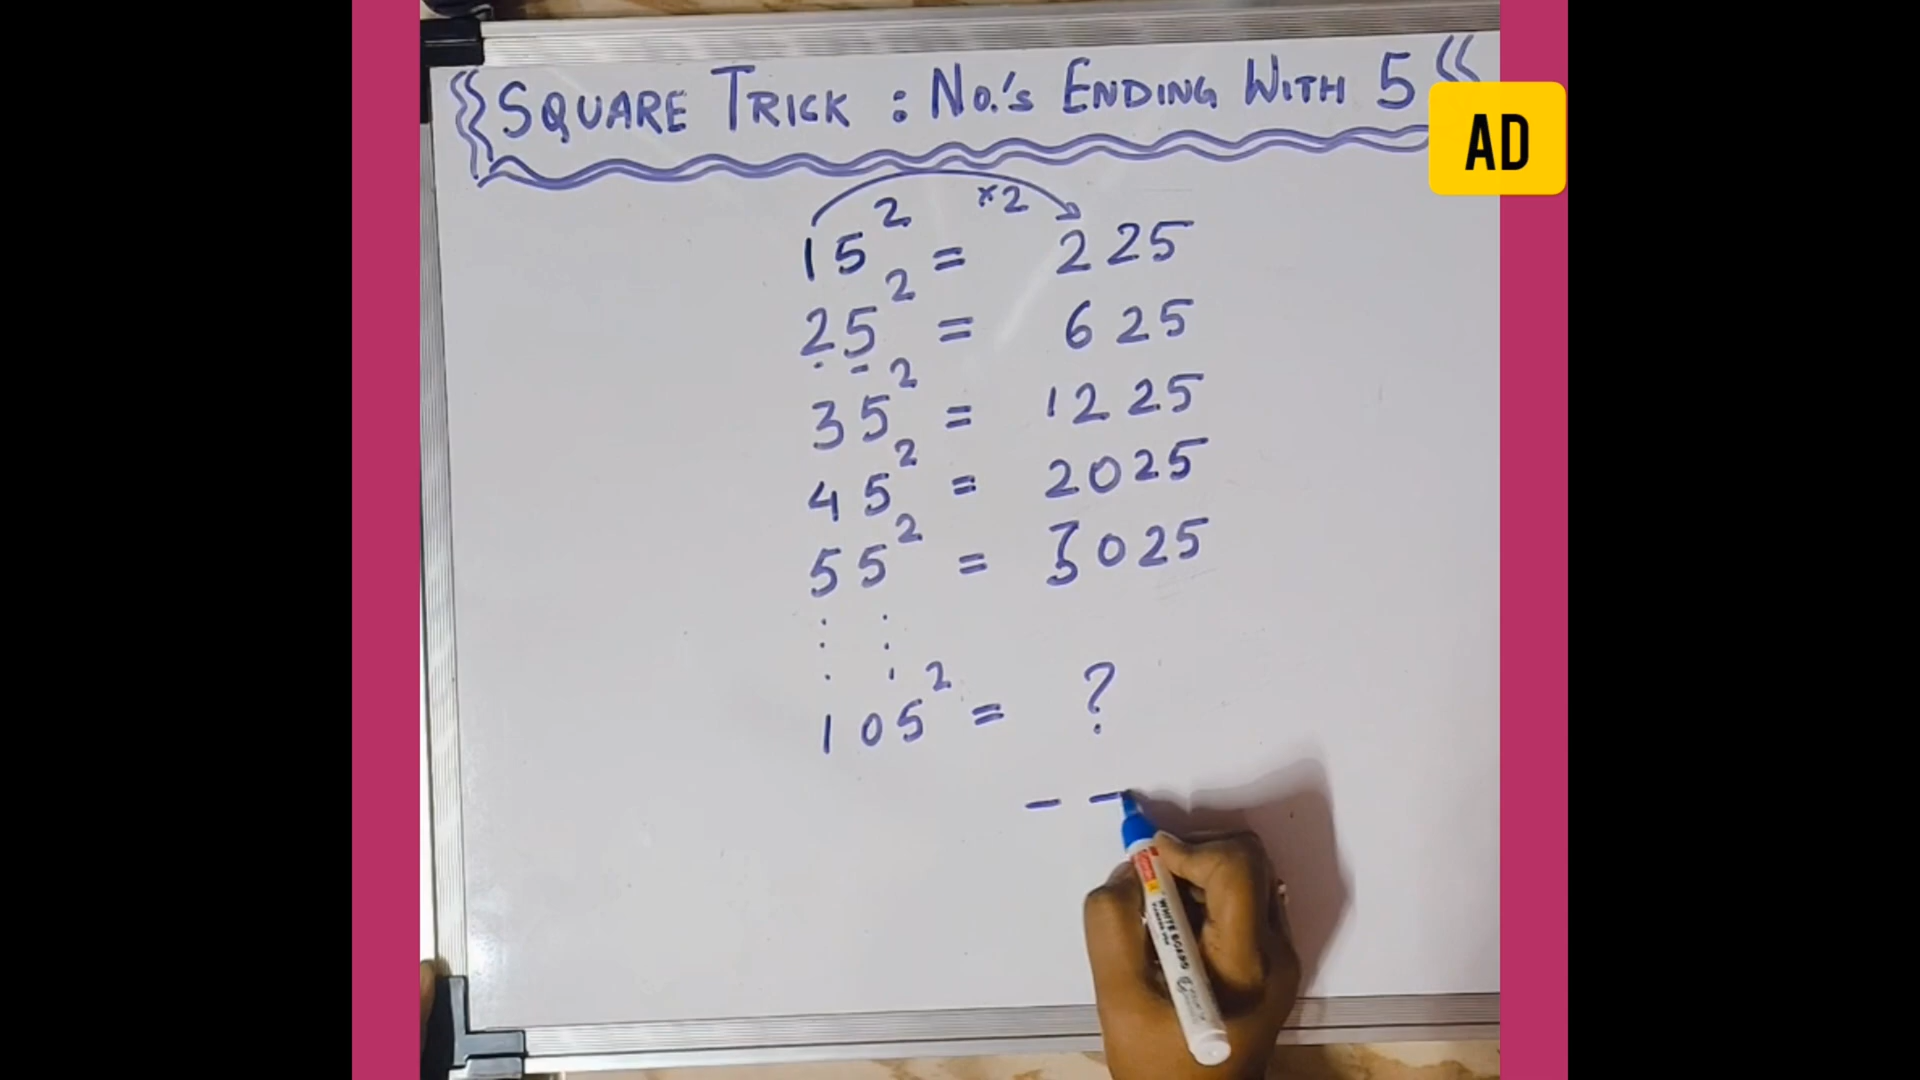 SQUARE TRICK : NO.'s ENDING WITH 5
AD
×2
15² = 225
25² = 625
35² = 1225
45² = 2025
55² = 3025
105² = ?
- -
WHITE BOARD